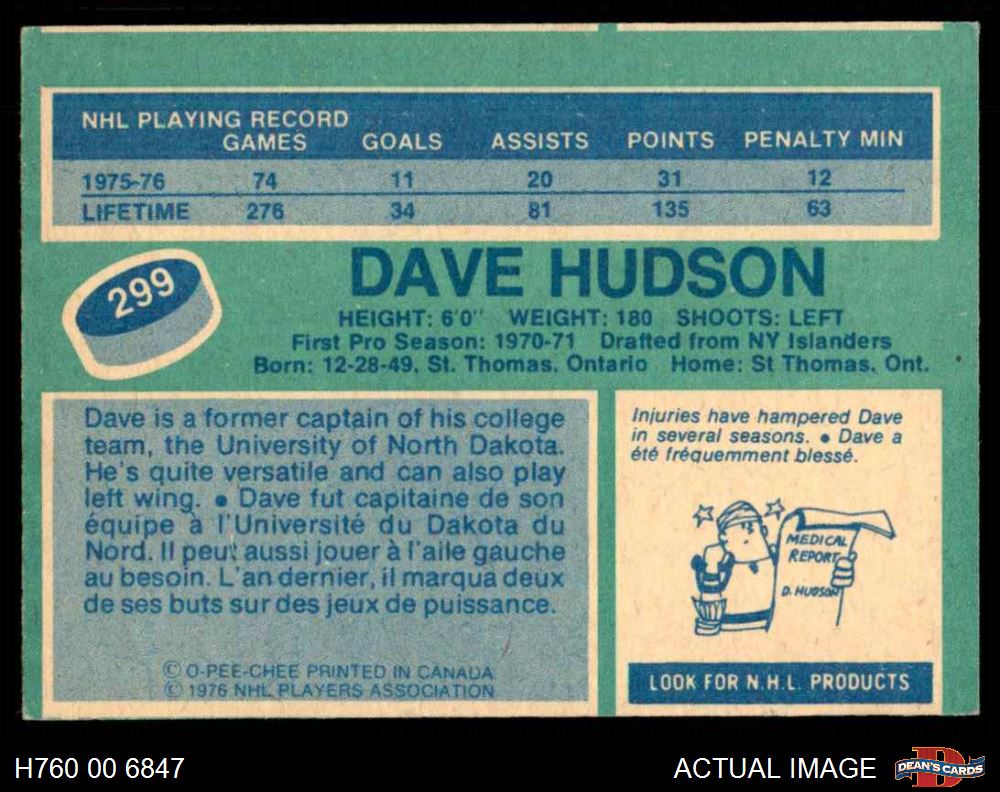 NHL PLAYING RECORD
GAMES GOALS ASSISTS POINTS PENALTY MIN
1975-76 74 11 20 31 12
LIFETIME 276 34 81 135 63
299
DAVE HUDSON
HEIGHT: 6'0" WEIGHT: 180 SHOOTS: LEFT
First Pro Season: 1970-71 Drafted from NY Islanders
Born: 12-28-49, St. Thomas, Ontario Home: St Thomas, Ont.
Dave is a former captain of his college
team, the University of North Dakota.
He's quite versatile and can also play
left wing. ● Dave fut capitaine de son
équipe à l'Université du Dakota du
Nord. Il peut aussi jouer à l'aile gauche
au besoin. L'an dernier, il marqua deux
de ses buts sur des jeux de puissance.
© O-PEE-CHEE PRINTED IN CANADA
© 1976 NHL PLAYERS ASSOCIATION
Injuries have hampered Dave
in several seasons. ● Dave a
été fréquemment blessé.
MEDICAL
REPORT
D. HUDSON
LOOK FOR N.H.L. PRODUCTS
H760 00 6847
ACTUAL IMAGE
D
DEAN'S CARDS